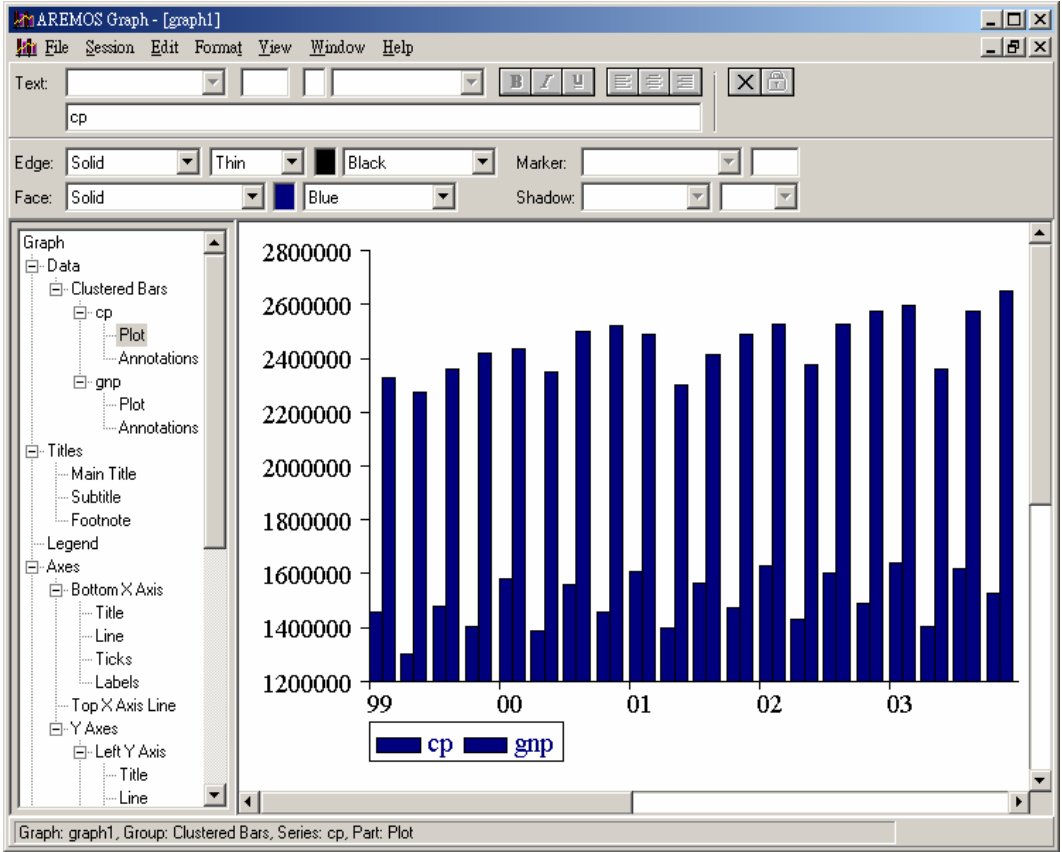 AREMOS Graph - [graph1]
File Session Edit Format View Window Help
Text: B I U
cp
Edge: Solid Thin Black Marker:
Face: Solid Blue Shadow:
Graph
Data
Clustered Bars
cp
Plot
Annotations
gnp
Plot
Annotations
Titles
Main Title
Subtitle
Footnote
Legend
Axes
Bottom X Axis
Title
Line
Ticks
Labels
Top X Axis Line
Y Axes
Left Y Axis
Title
Line
2800000
2600000
2400000
2200000
2000000
1800000
1600000
1400000
1200000
99 00 01 02 03
cp gnp
Graph: graph1, Group: Clustered Bars, Series: cp, Part: Plot